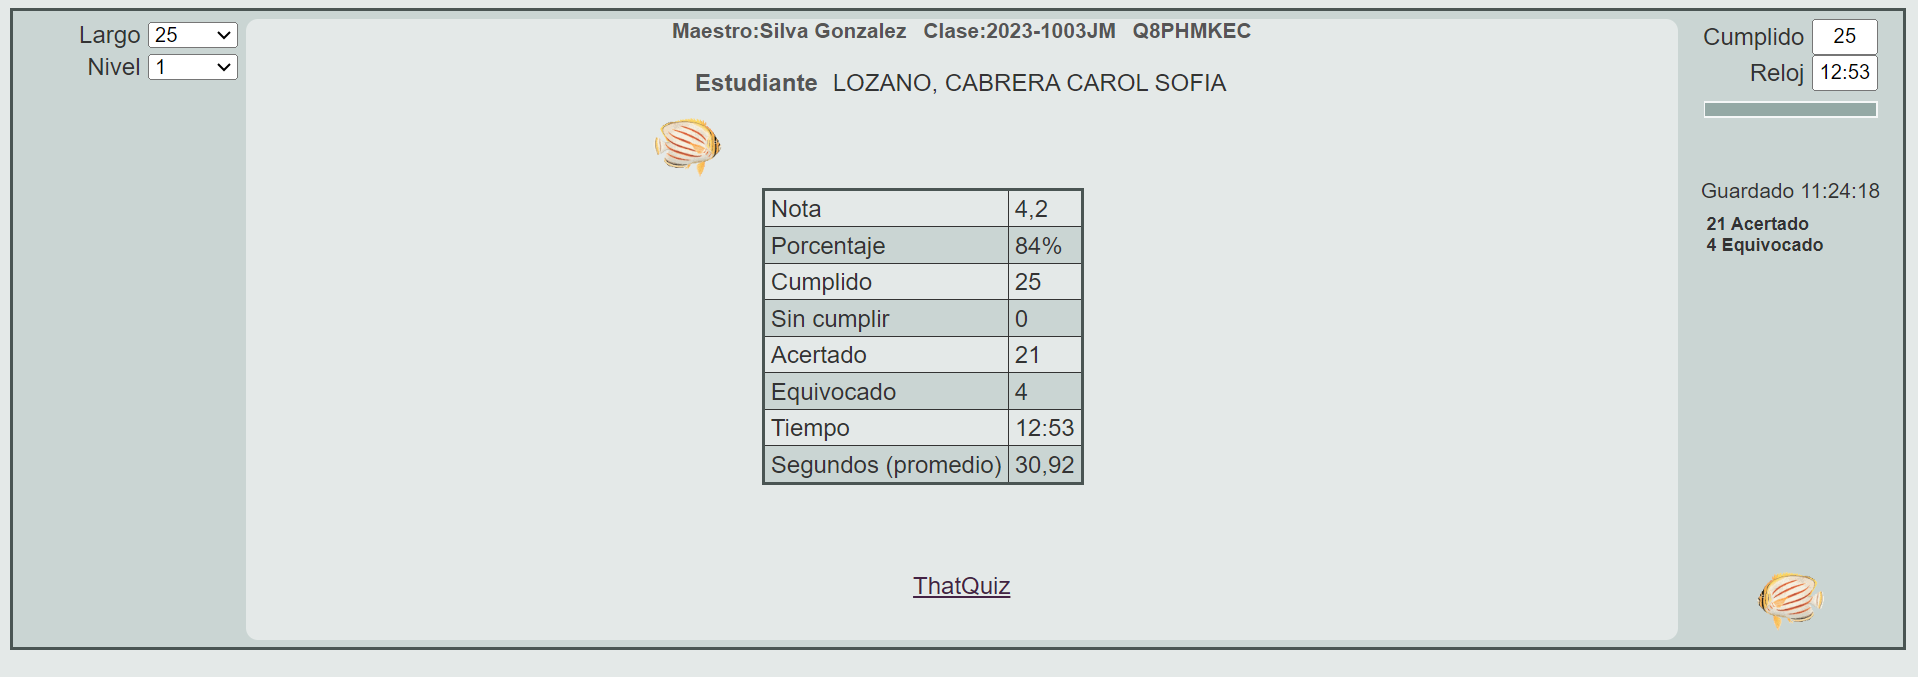 Largo 25
Nivel 1
Maestro:Silva Gonzalez Clase:2023-1003JM Q8PHMKEC
Estudiante LOZANO, CABRERA CAROL SOFIA
Nota 4,2
Porcentaje 84%
Cumplido 25
Sin cumplir 0
Acertado 21
Equivocado 4
Tiempo 12:53
Segundos (promedio) 30,92
ThatQuiz
Cumplido 25
Reloj 12:53
Guardado 11:24:18
21 Acertado
4 Equivocado